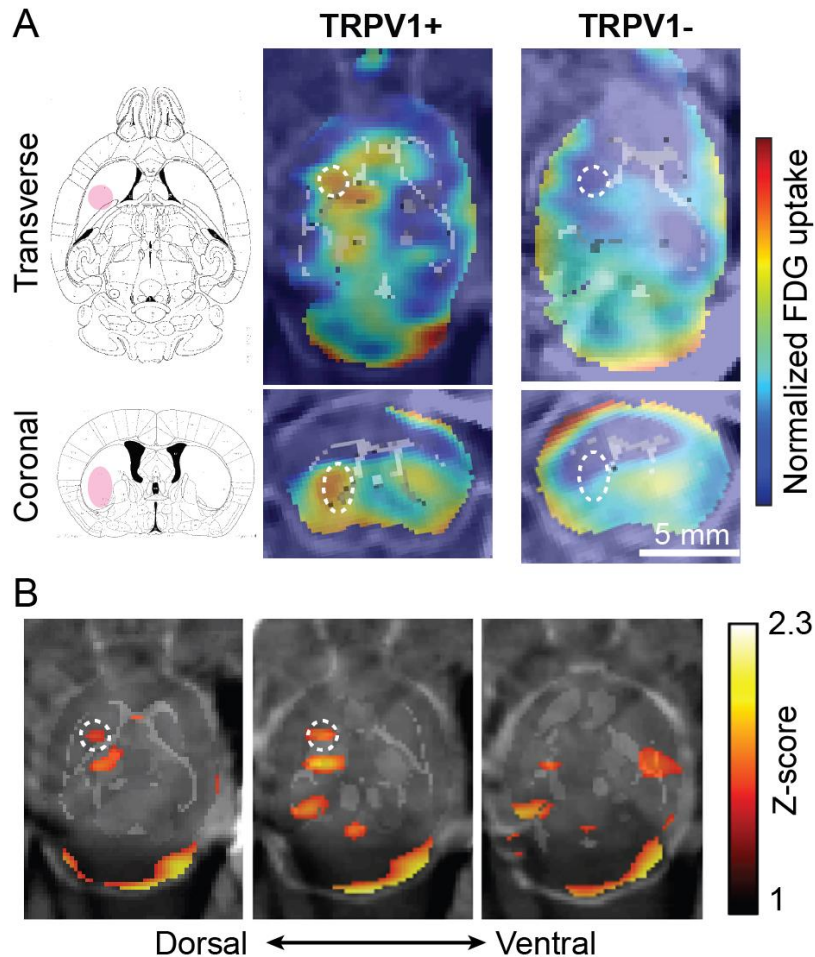 A
TRPV1+
TRPV1-
Transverse
Coronal
Normalized FDG uptake
5 mm
B
2.3
Z-score
1
Dorsal
Ventral